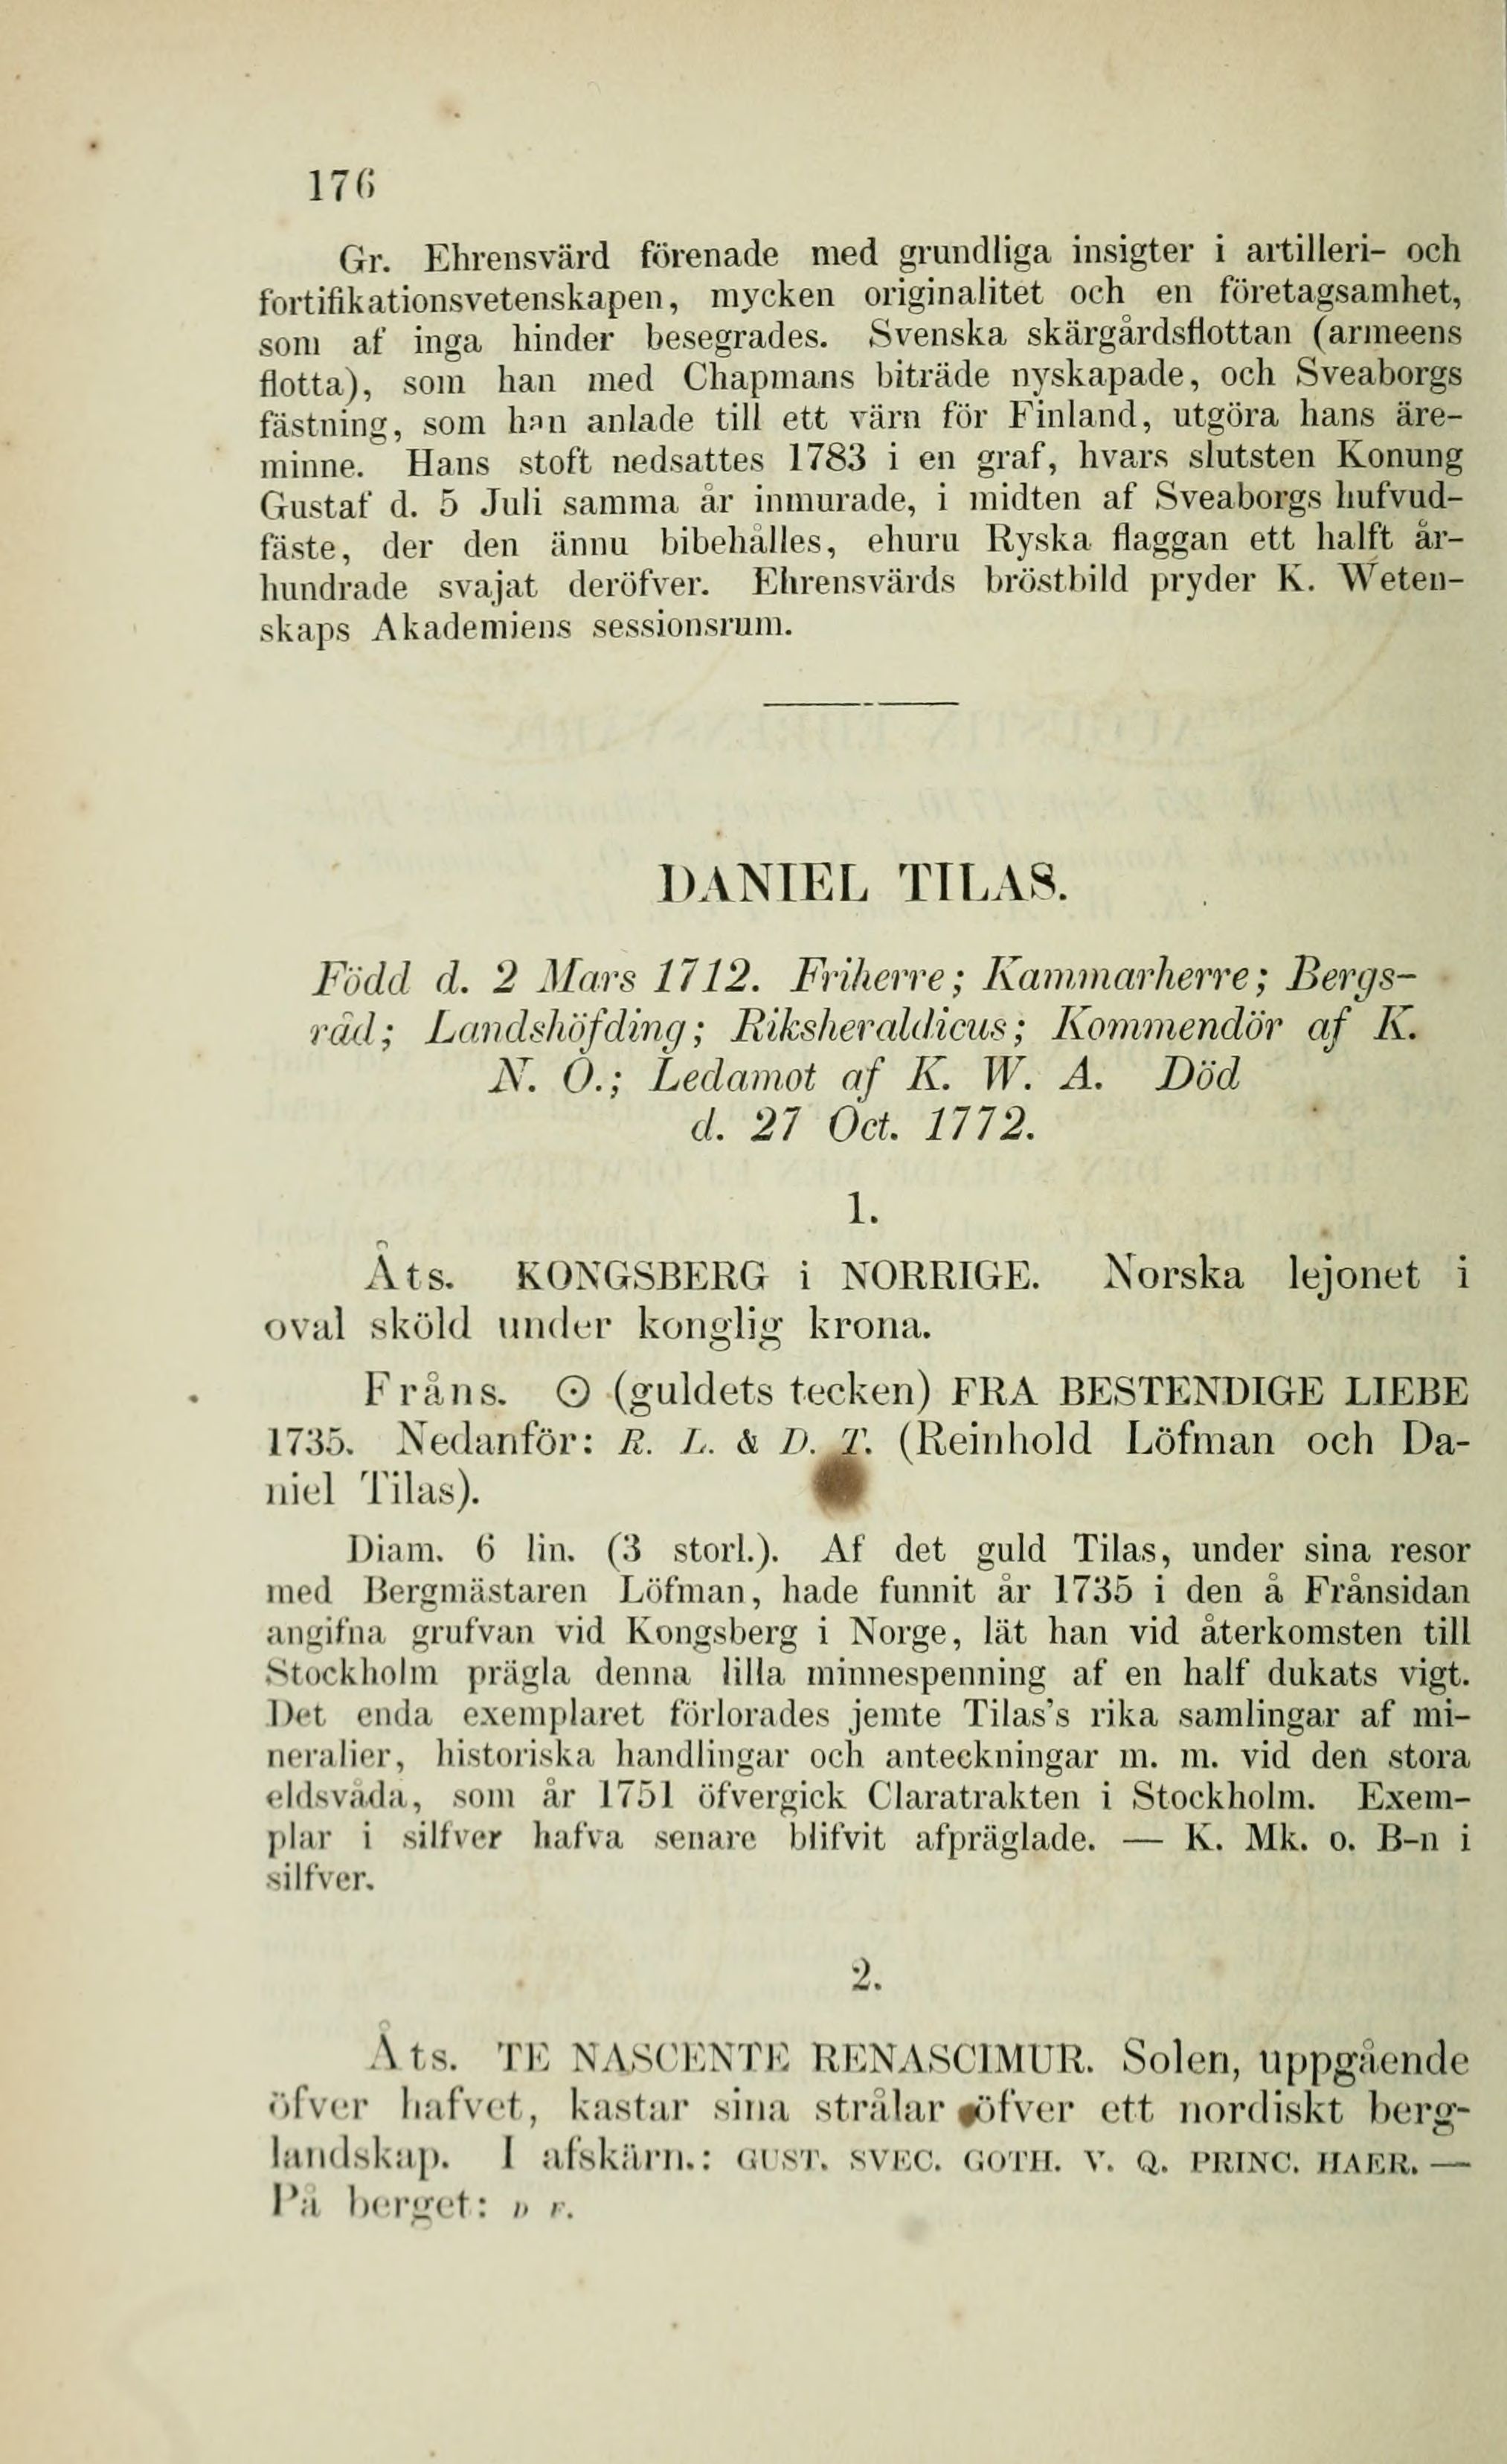 176
Gr. Ehrensvärd förenade med grundliga insigter i artilleri- och
fortifikationsvetenskapen, mycken originalitet och en företagsamhet,
som af inga hinder besegrades. Svenska skärgårdsflottan (armeens
flotta), som han med Chapmans biträde nyskapade, och Sveaborgs
fästning, som han anlade till ett värn för Finland, utgöra hans äre-
minne. Hans stoft nedsattes 1783 i en graf, hvars slutsten Konung
Gustaf d. 5 Juli samma år inmurade, i midten af Sveaborgs hufvud-
fäste, der den ännu bibehålles, ehuru Ryska flaggan ett halft år-
hundrade svajat deröfver. Ehrensvärds bröstbild pryder K. Weten-
skaps Akademiens sessionsrum.
DANIEL TILAS.
Född d. 2 Mars 1712. Friherre; Kammarherre; Bergs-
råd; Landshöfding; Riksheraldicus; Kommendör af K.
N. O.; Ledamot af K. W. A. Död
d. 27 Oct. 1772.
1.
Åts. KONGSBERG i NORRIGE. Norska lejonet i
oval sköld under konglig krona.
Fråns. ☉ (guldets tecken) FRA BESTENDIGE LIEBE
1735. Nedanför: R. L. & D. T. (Reinhold Löfman och Da-
niel Tilas).
Diam. 6 lin. (3 storl.). Af det guld Tilas, under sina resor
med Bergmästaren Löfman, hade funnit år 1735 i den å Frånsidan
angifna grufvan vid Kongsberg i Norge, lät han vid återkomsten till
Stockholm prägla denna lilla minnespenning af en half dukats vigt.
Det enda exemplaret förlorades jemte Tilas's rika samlingar af mi-
neralier, historiska handlingar och anteckningar m. m. vid den stora
eldsvåda, som år 1751 öfvergick Claratrakten i Stockholm. Exem-
plar i silfver hafva senare blifvit afpräglade. — K. Mk. o. B-n i
silfver.
2.
Åts. TE NASCENTE RENASCIMUR. Solen, uppgående
öfver hafvet, kastar sina strålar öfver ett nordiskt berg-
landskap. I afskärn.: GUST. SVEC. GOTH. V. Q. PRINC. HAER. —
På berget: D F.